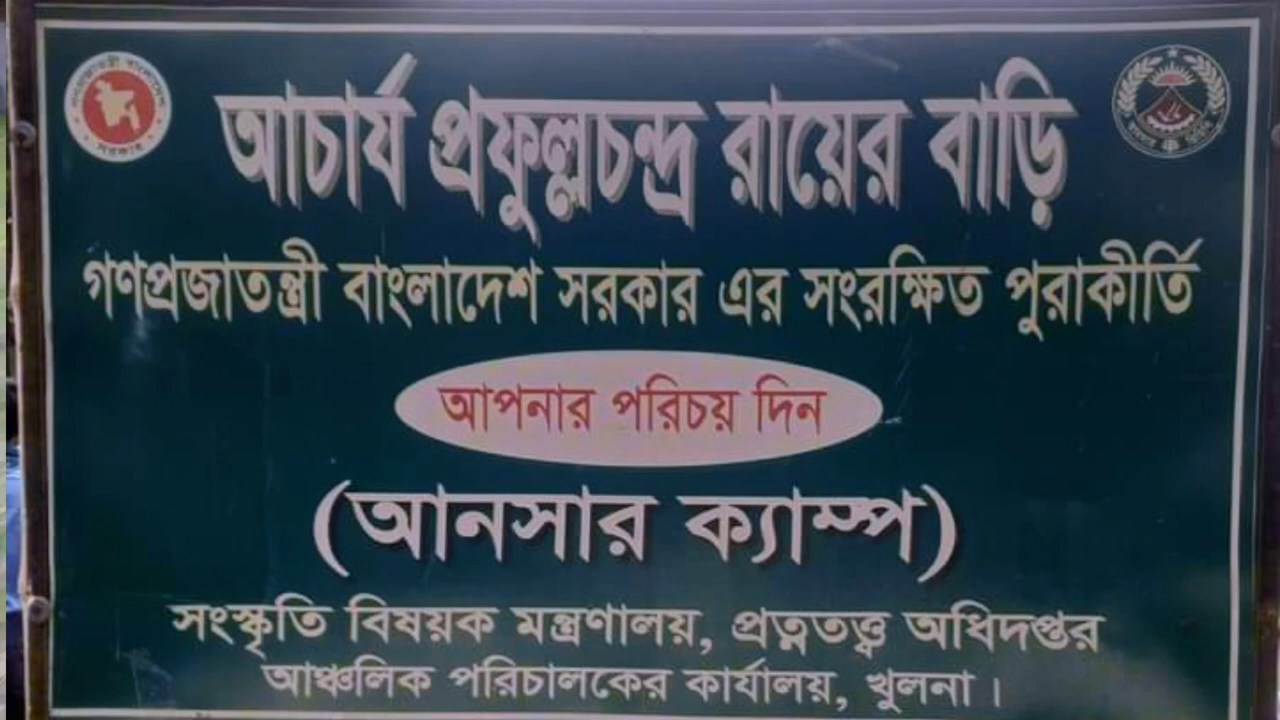 আচার্য প্রফুল্লচন্দ্র রায়ের বাড়ি
গণপ্রজাতন্ত্রী বাংলাদেশ সরকার এর সংরক্ষিত পুরাকীর্তি
আপনার পরিচয় দিন
(আনসার ক্যাম্প)
সংস্কৃতি বিষয়ক মন্ত্রণালয়, প্রত্নতত্ত্ব অধিদপ্তর
আঞ্চলিক পরিচালকের কার্যালয়, খুলনা।